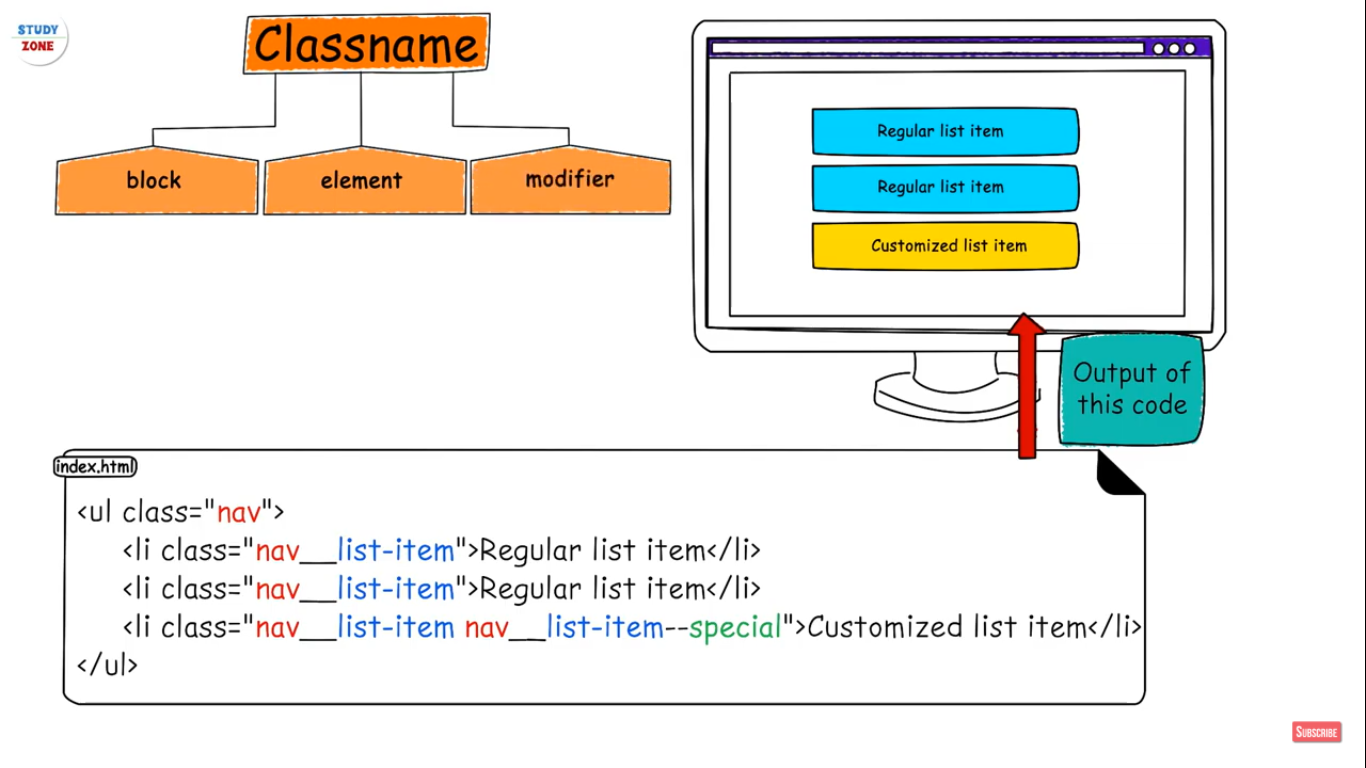 STUDY
ZONE
Classname
block
element
modifier
Regular list item
Regular list item
Customized list item
Output of
this code
index.html
<ul class="nav">
<li class="nav__list-item">Regular list item</li>
<li class="nav__list-item">Regular list item</li>
<li class="nav__list-item nav__list-item--special">Customized list item</li>
</ul>
SUBSCRIBE